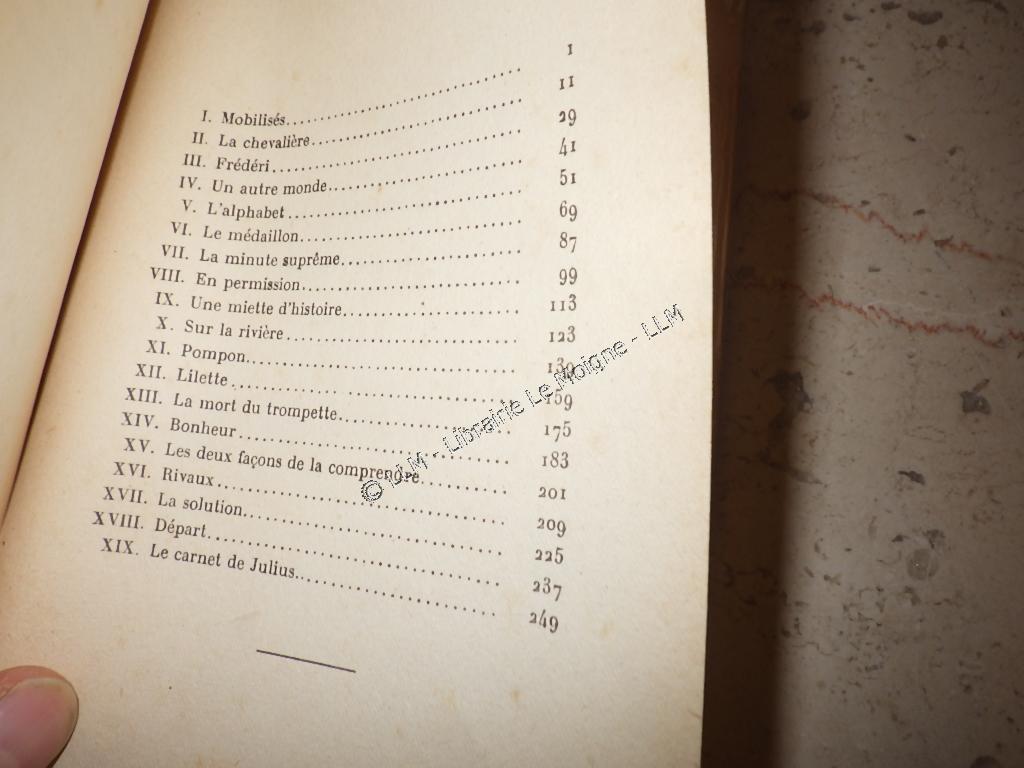 I. Mobilisés 1
II. La chevalière 11
III. Frédéri 29
IV. Un autre monde 41
V. L'alphabet 51
VI. Le médaillon 69
VII. La minute suprême 87
VIII. En permission 99
IX. Une miette d'histoire 113
X. Sur la rivière 123
XI. Pompon 139
XII. Lilette
XIII. La mort du trompette 175
XIV. Bonheur 183
XV. Les deux façons de la comprendre 201
XVI. Rivaux 209
XVII. La solution 225
XVIII. Départ 237
XIX. Le carnet de Julius 249
© LLM - Librairie Le Moigne - LLM